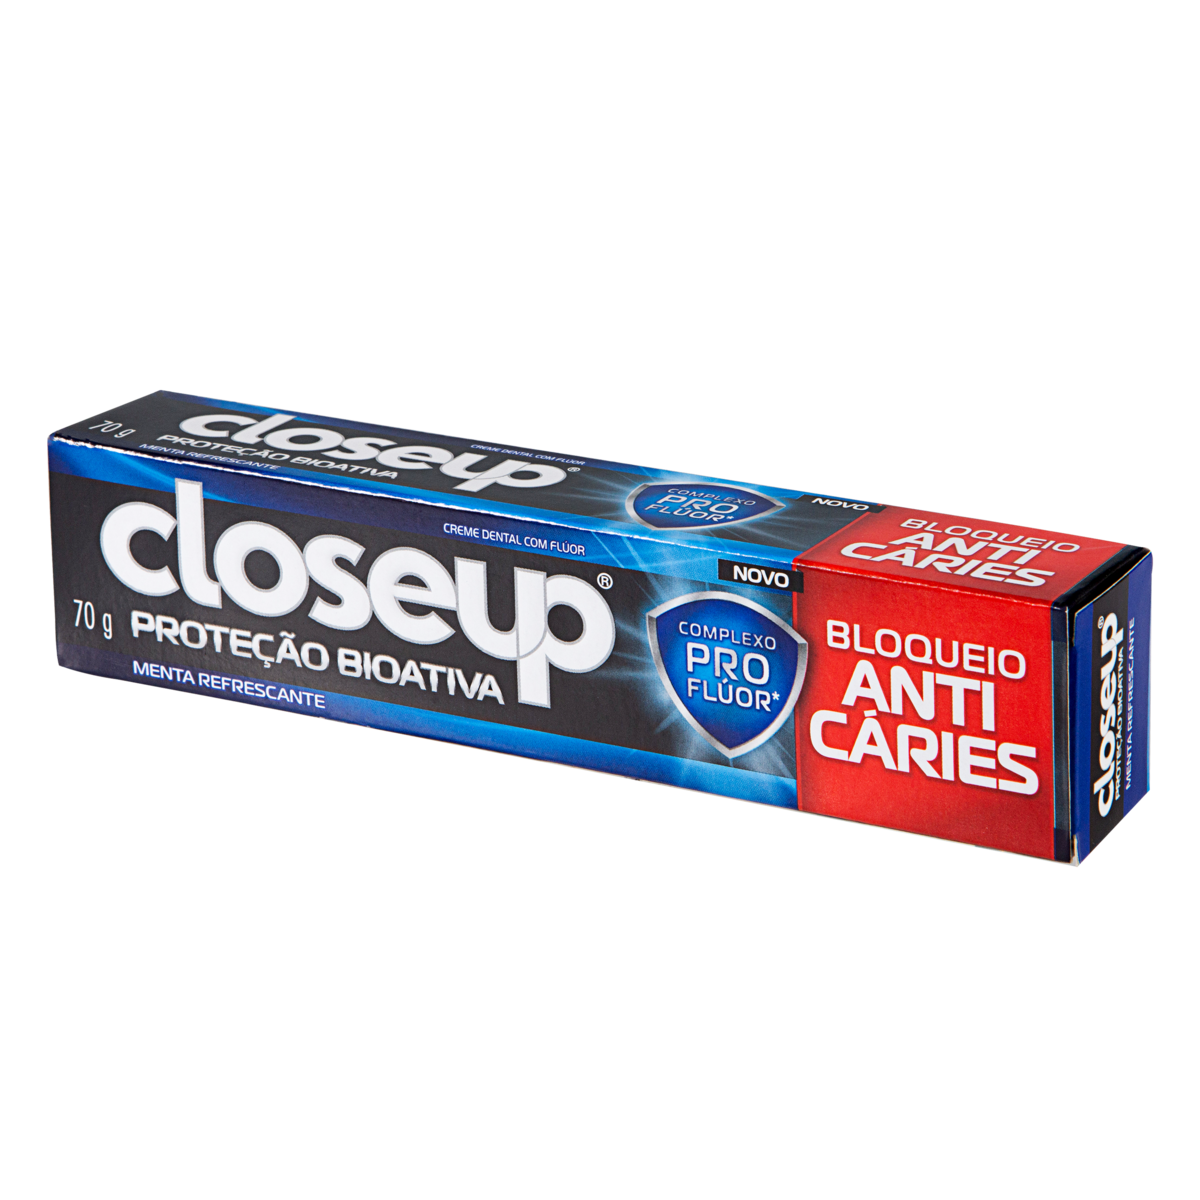 70 g
closeup®
PROTEÇÃO BIOATIVA
MENTA REFRESCANTE
CREME DENTAL COM FLÚOR
COMPLEXO
PRO
FLÚOR*
NOVO
BLOQUEIO
ANTI
CÁRIES
closeup®
CREME DENTAL COM FLÚOR
70 g
PROTEÇÃO BIOATIVA
MENTA REFRESCANTE
NOVO
COMPLEXO
PRO
FLÚOR*
BLOQUEIO
ANTI
CÁRIES
closeup®
PROTEÇÃO BIOATIVA
MENTA REFRESCANTE